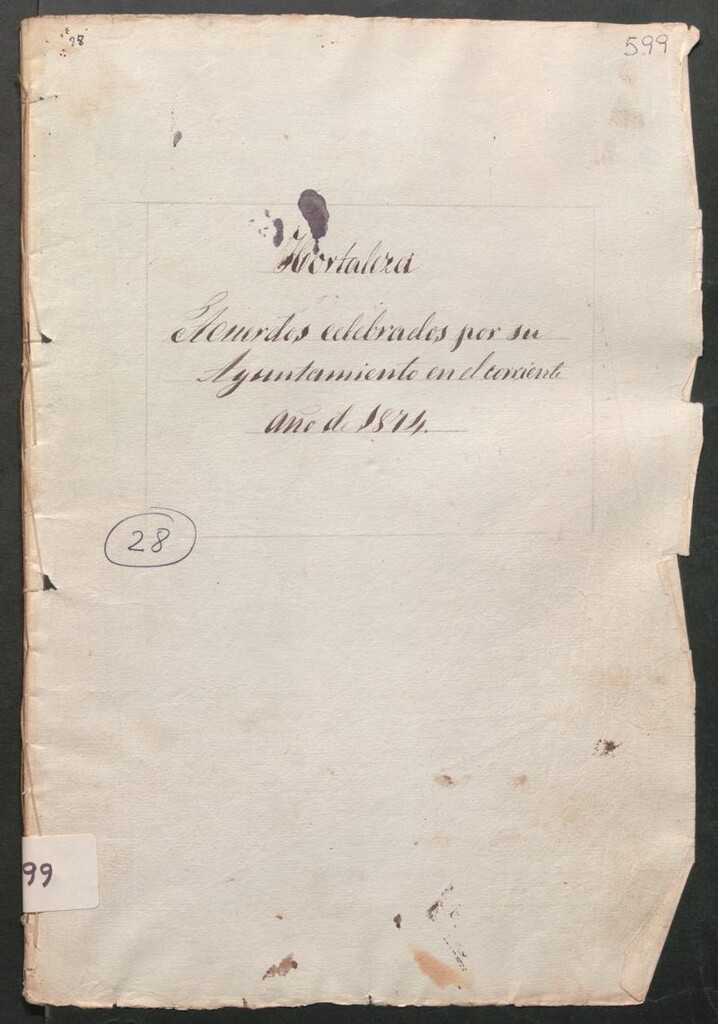 28
599
Hortaleza
Acuerdos celebrados por su
Ayuntamiento en el corriente
año de 1874.
28
99